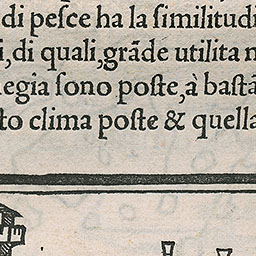 di peſce ha la ſimilitudi
i, di quali, grãde utilita n
egia ſono poſte, à baſtã
to clima poſte & quella